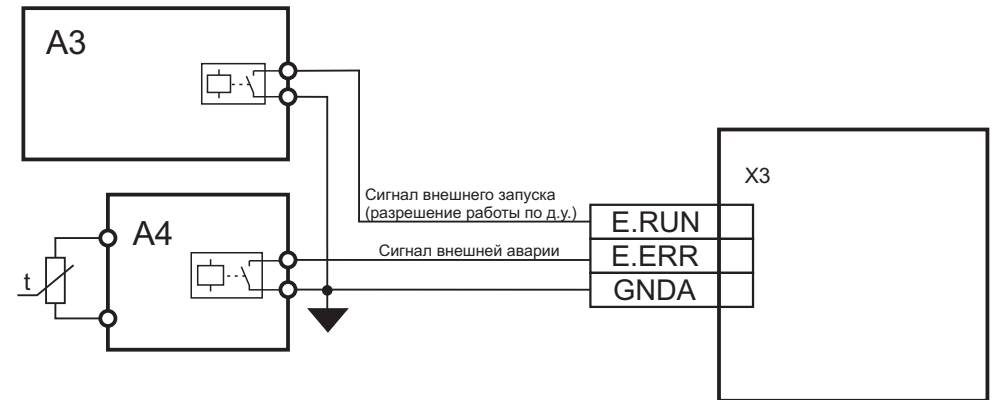 A3
X3
Сигнал внешнего запуска
(разрешение работы по д.у.)
E.RUN
A4
Сигнал внешней аварии
E.ERR
t
GNDA